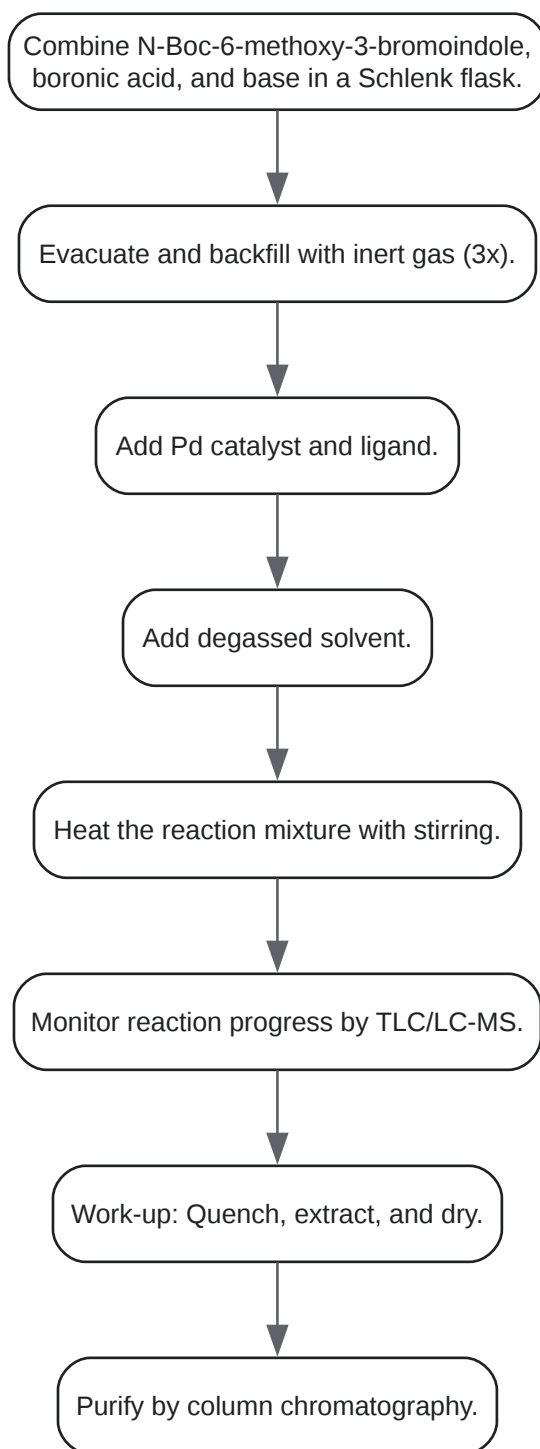 Combine N-Boc-6-methoxy-3-bromoindole,
boronic acid, and base in a Schlenk flask.
Evacuate and backfill with inert gas (3x).
Add Pd catalyst and ligand.
Add degassed solvent.
Heat the reaction mixture with stirring.
Monitor reaction progress by TLC/LC-MS.
Work-up: Quench, extract, and dry.
Purify by column chromatography.